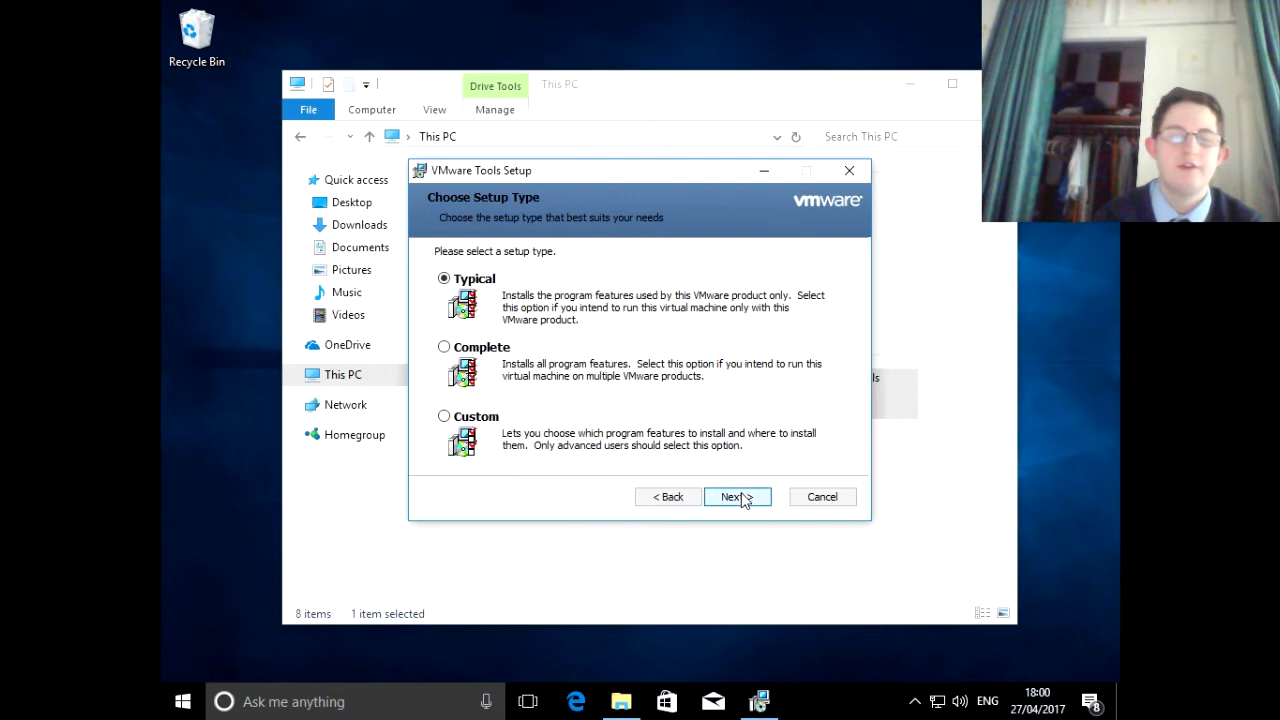 Recycle Bin
Drive Tools
This PC
File
Computer
View
Manage
This PC
Search This PC
Quick access
Desktop
Downloads
Documents
Pictures
Music
Videos
OneDrive
This PC
Network
Homegroup
VMware Tools Setup
Choose Setup Type
Choose the setup type that best suits your needs
vmware
Please select a setup type.
Typical
Installs the program features used by this VMware product only. Select
this option if you intend to run this virtual machine only with this
VMware product.
Complete
Installs all program features. Select this option if you intend to run this
virtual machine on multiple VMware products.
Custom
Lets you choose which program features to install and where to install
them. Only advanced users should select this option.
< Back
Next >
Cancel
ls
8 items
1 item selected
Ask me anything
ENG
18:00
27/04/2017
8